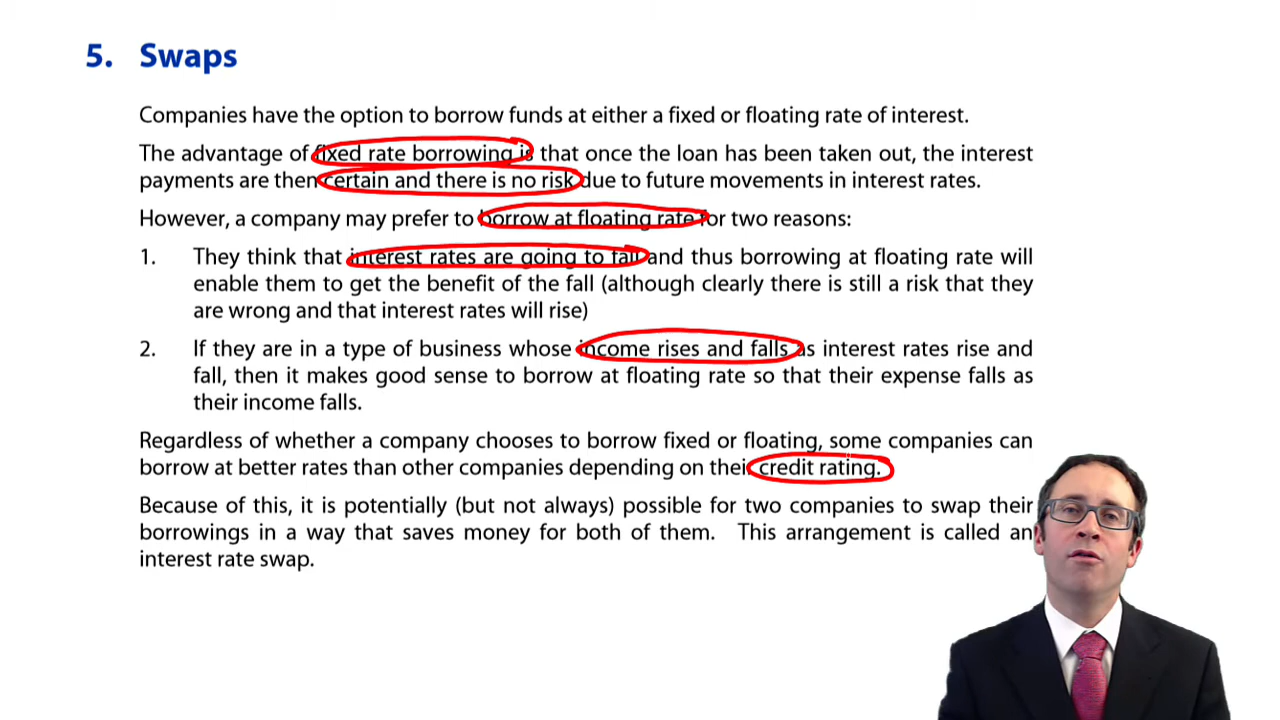 5. Swaps
Companies have the option to borrow funds at either a fixed or floating rate of interest.
The advantage of fixed rate borrowing is that once the loan has been taken out, the interest
payments are then certain and there is no risk due to future movements in interest rates.
However, a company may prefer to borrow at floating rate for two reasons:
1. They think that interest rates are going to fall and thus borrowing at floating rate will
enable them to get the benefit of the fall (although clearly there is still a risk that they
are wrong and that interest rates will rise)
2. If they are in a type of business whose income rises and falls as interest rates rise and
fall, then it makes good sense to borrow at floating rate so that their expense falls as
their income falls.
Regardless of whether a company chooses to borrow fixed or floating, some companies can
borrow at better rates than other companies depending on their credit rating.
Because of this, it is potentially (but not always) possible for two companies to swap their
borrowings in a way that saves money for both of them. This arrangement is called an
interest rate swap.